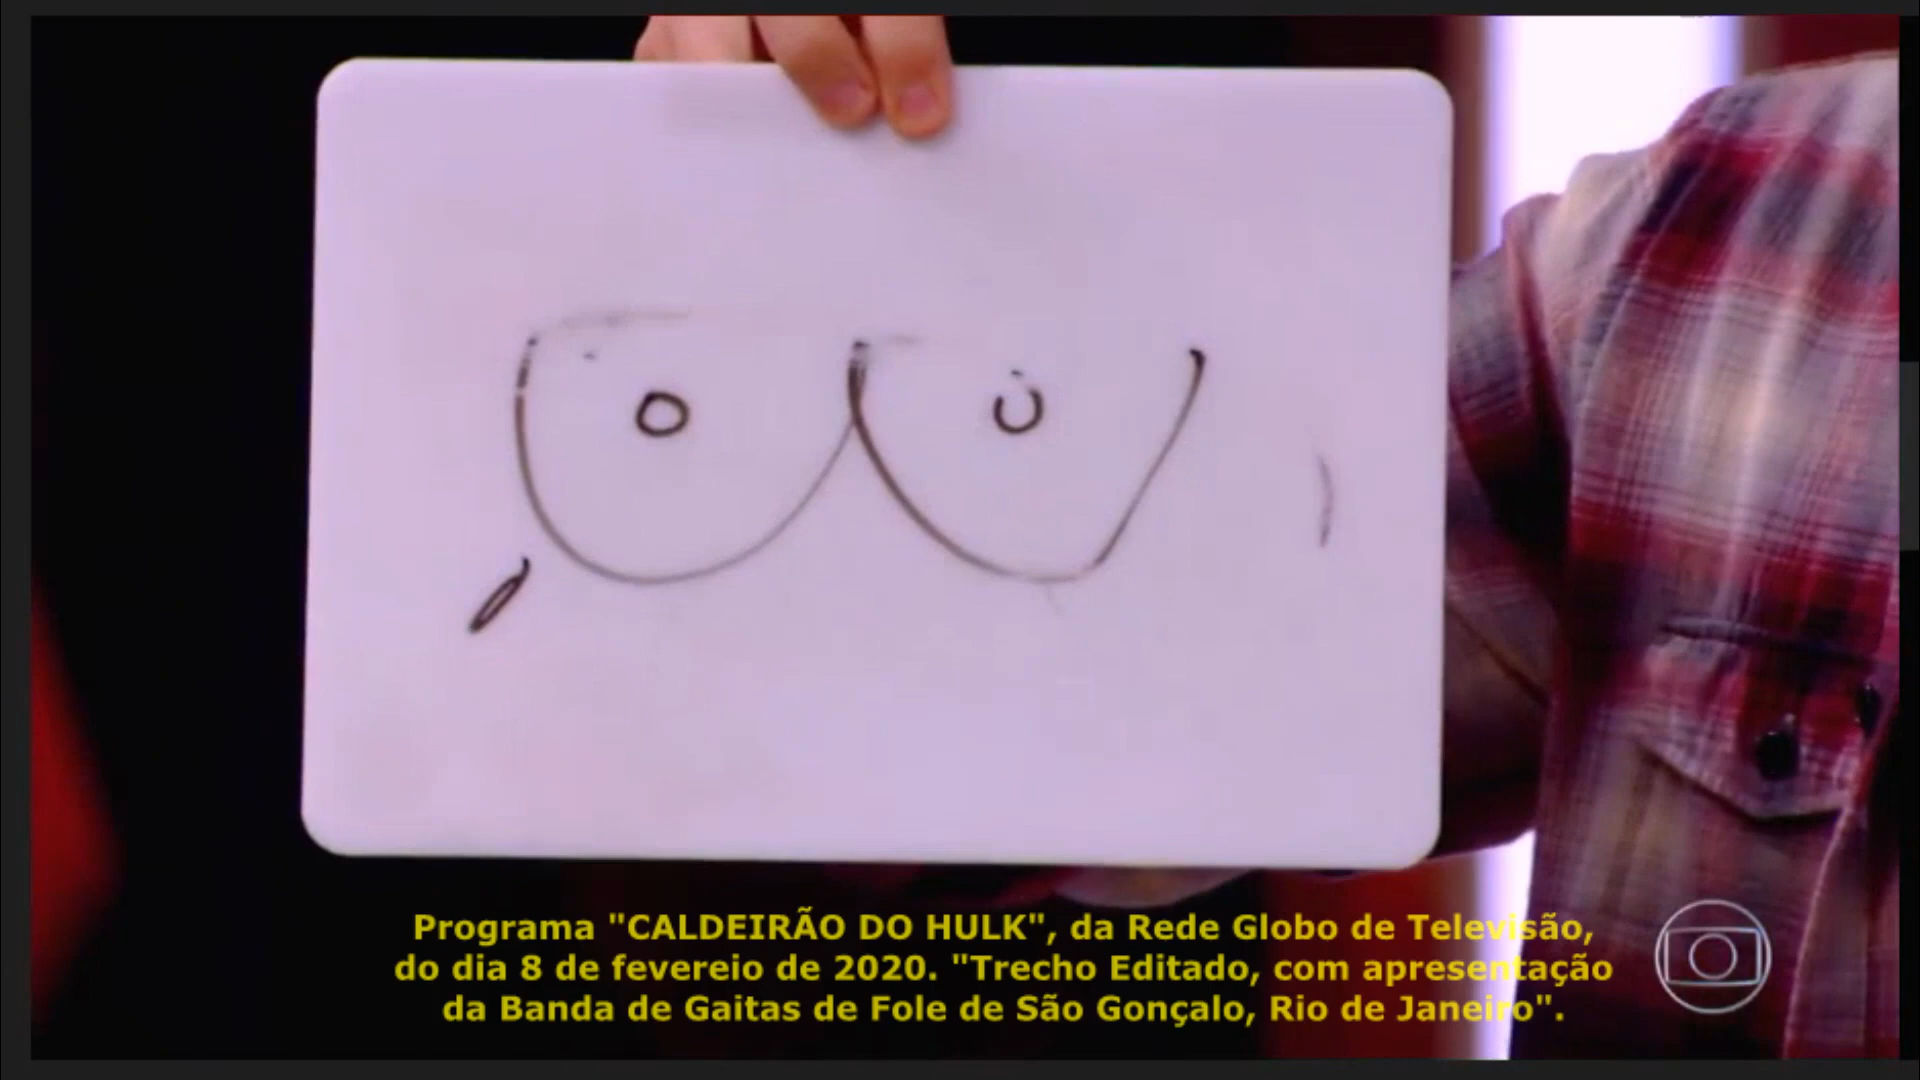 Programa "CALDEIRÃO DO HULK", da Rede Globo de Televisão,
do dia 8 de fevereio de 2020. "Trecho Editado, com apresentação
da Banda de Gaitas de Fole de São Gonçalo, Rio de Janeiro".